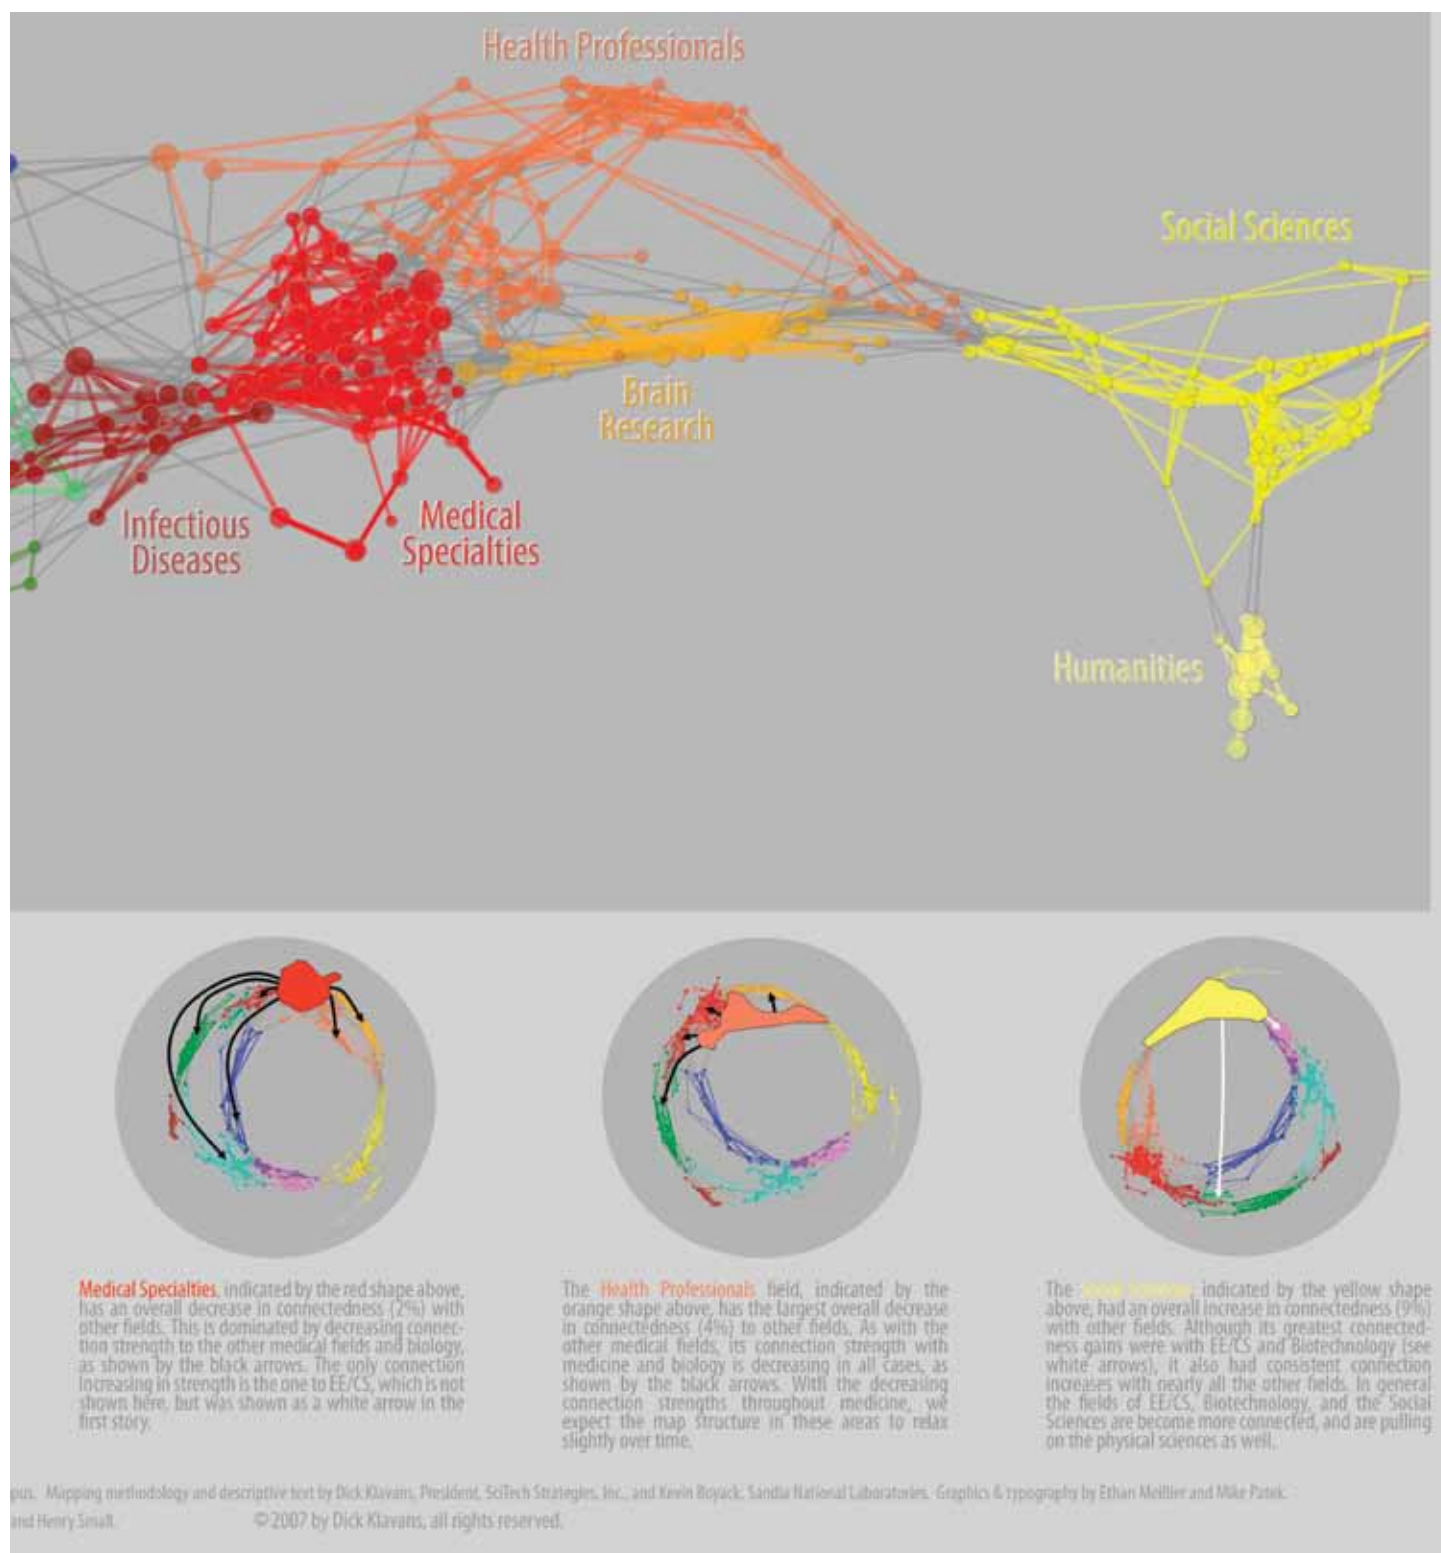 Health Professionals
Social Sciences
Brain
Research
Infectious
Diseases
Medical
Specialties
Humanities
Medical Specialties, indicated by the red shape above,
has an overall decrease in connectedness (2%) with
other fields. This is dominated by decreasing connec-
tion strength to the other medical fields and biology,
as shown by the black arrows. The only connection
increasing in strength is the one to EE/CS, which is not
shown here, but was shown as a white arrow in the
first story.
The Health Professionals field, indicated by the
orange shape above, has the largest overall decrease
in connectedness (4%) to other fields. As with the
other medical fields, its connection strength with
medicine and biology is decreasing in all cases, as
shown by the black arrows. With the decreasing
connection strengths throughout medicine, we
expect the map structure in these areas to relax
slightly over time.
The Social Sciences, indicated by the yellow shape
above, had an overall increase in connectedness (9%)
with other fields. Although its greatest connected-
ness gains were with EE/CS and Biotechnology (see
white arrows), it also had consistent connection
increases with nearly all the other fields. In general
the fields of EE/CS, Biotechnology, and the Social
Sciences are become more connected, and are pulling
on the physical sciences as well.
pus. Mapping methodology and descriptive text by Dick Klavans, President, SciTech Strategies, Inc., and Kevin Boyack, Sandia National Laboratories. Graphics & typography by Ethan Meillier and Mike Patek.
and Henry Small. © 2007 by Dick Klavans, all rights reserved.